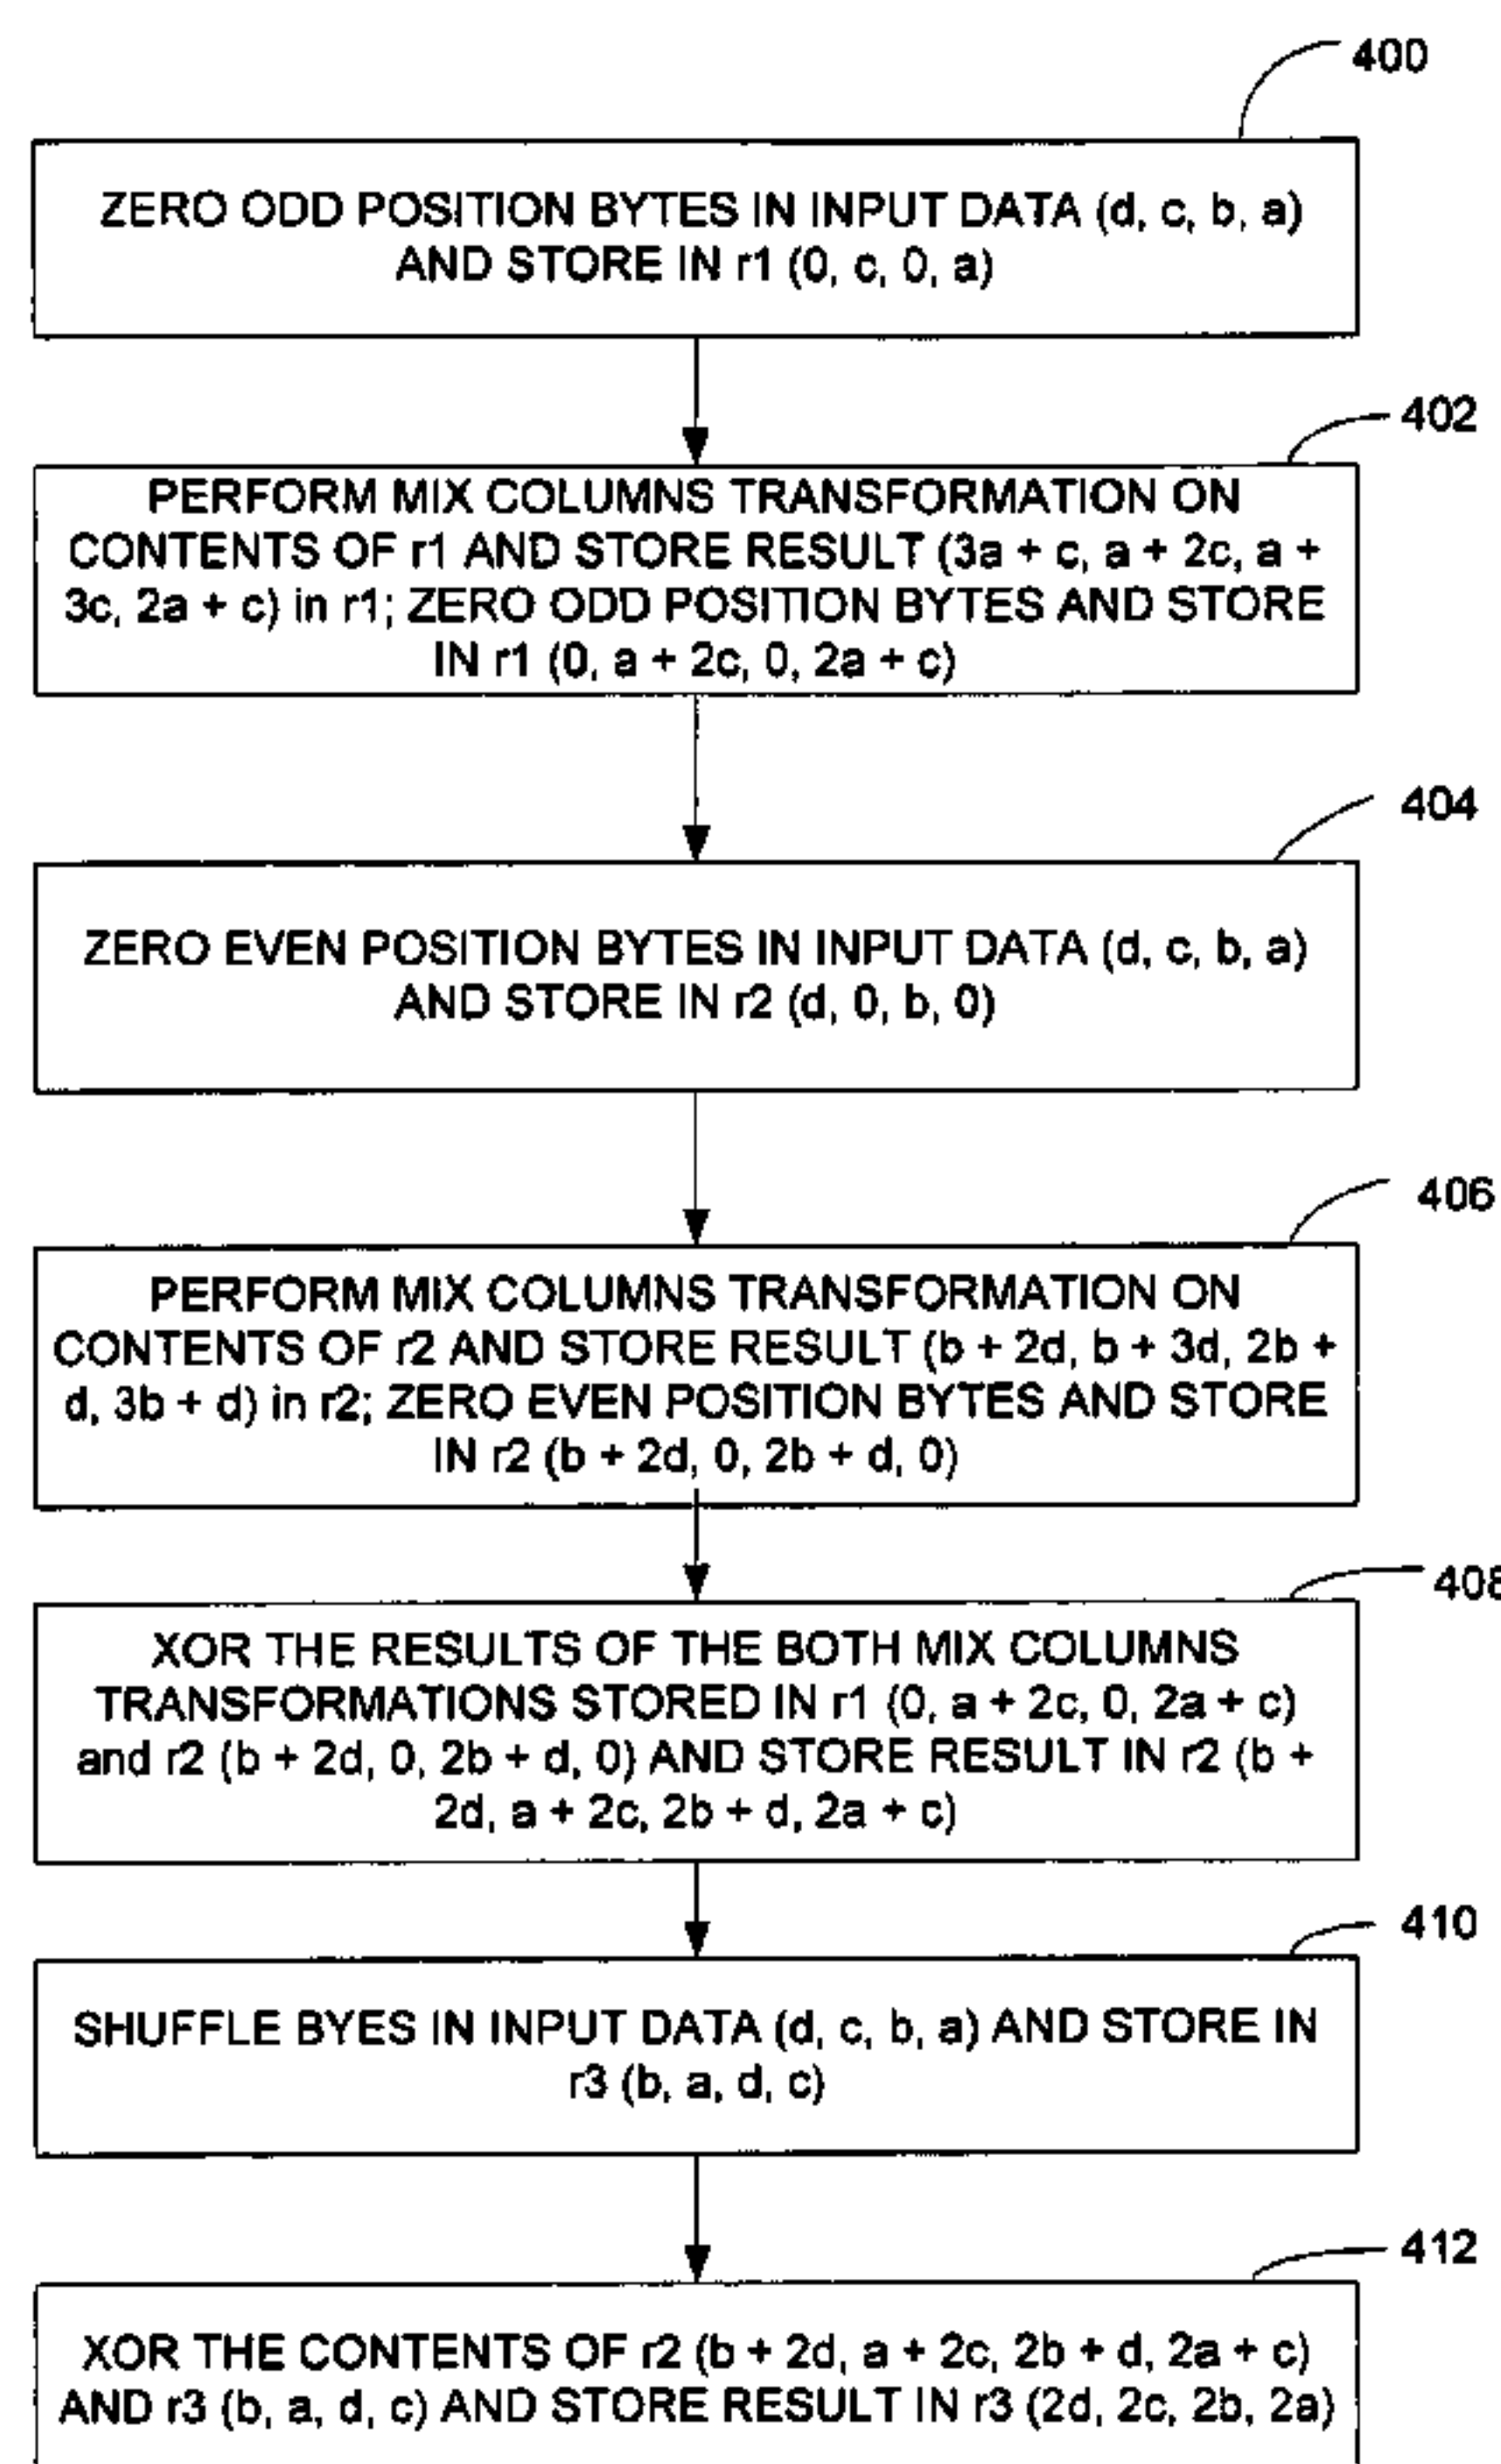 400
ZERO ODD POSITION BYTES IN INPUT DATA (d, c, b, a)
AND STORE IN r1 (0, c, 0, a)
402
PERFORM MIX COLUMNS TRANSFORMATION ON
CONTENTS OF r1 AND STORE RESULT (3a + c, a + 2c, a +
3c, 2a + c) in r1; ZERO ODD POSITION BYTES AND STORE
IN r1 (0, a + 2c, 0, 2a + c)
404
ZERO EVEN POSITION BYTES IN INPUT DATA (d, c, b, a)
AND STORE IN r2 (d, 0, b, 0)
406
PERFORM MIX COLUMNS TRANSFORMATION ON
CONTENTS OF r2 AND STORE RESULT (b + 2d, b + 3d, 2b +
d, 3b + d) in r2; ZERO EVEN POSITION BYTES AND STORE
IN r2 (b + 2d, 0, 2b + d, 0)
408
XOR THE RESULTS OF THE BOTH MIX COLUMNS
TRANSFORMATIONS STORED IN r1 (0, a + 2c, 0, 2a + c)
and r2 (b + 2d, 0, 2b + d, 0) AND STORE RESULT IN r2 (b +
2d, a + 2c, 2b + d, 2a + c)
410
SHUFFLE BYES IN INPUT DATA (d, c, b, a) AND STORE IN
r3 (b, a, d, c)
412
XOR THE CONTENTS OF r2 (b + 2d, a + 2c, 2b + d, 2a + c)
AND r3 (b, a, d, c) AND STORE RESULT IN r3 (2d, 2c, 2b, 2a)